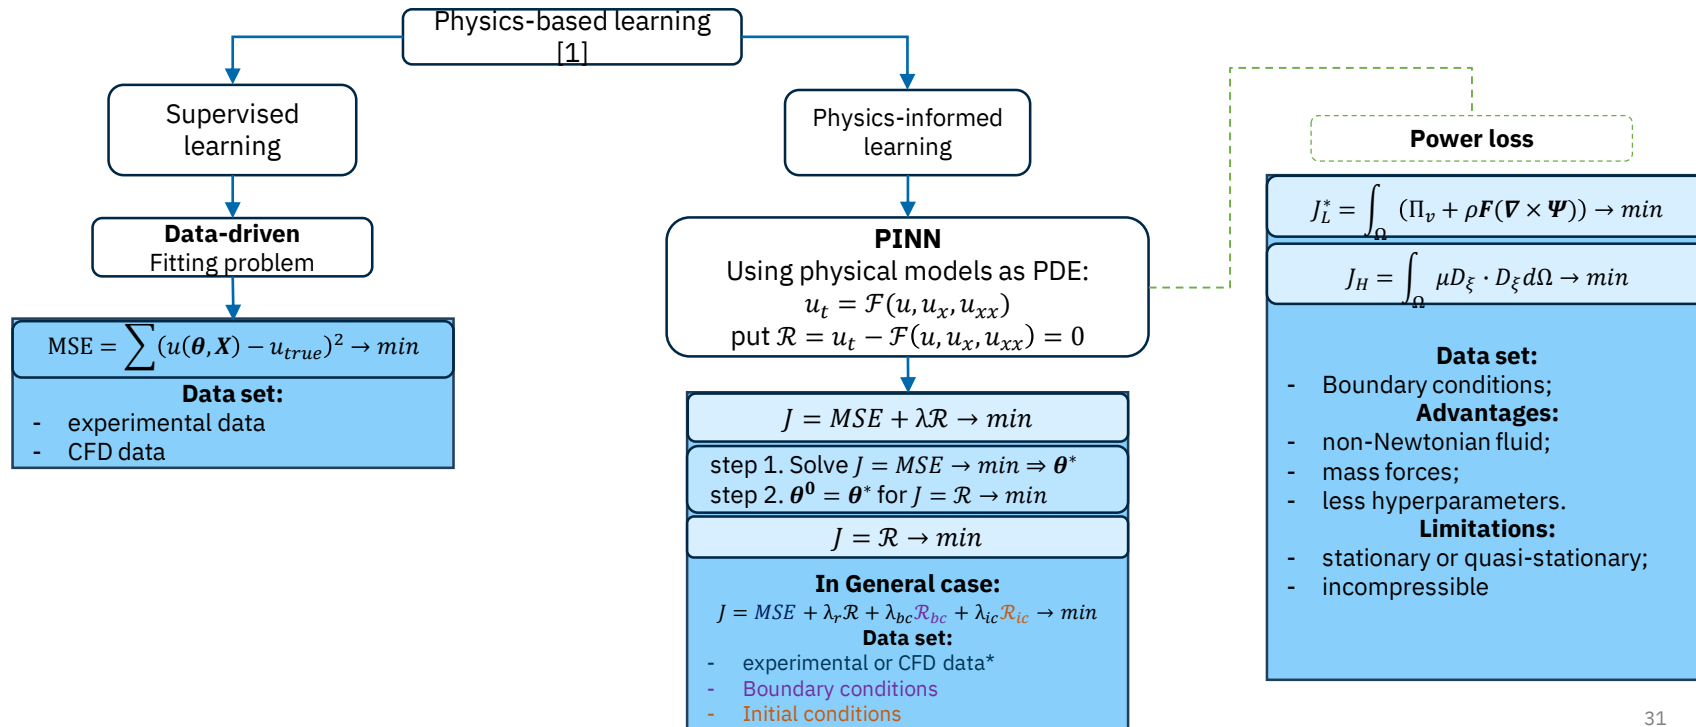 Physics-based learning
[1]
Supervised
learning
Data-driven
Fitting problem
MSE = ∑(u(θ, X) − u_true)² → min
Data set:
- experimental data
- CFD data
Physics-informed
learning
PINN
Using physical models as PDE:
u_t = ℱ(u, u_x, u_xx)
put ℛ = u_t − ℱ(u, u_x, u_xx) = 0
J = MSE + λℛ → min
step 1. Solve J = MSE → min ⇒ θ*
step 2. θ⁰ = θ* for J = ℛ → min
J = ℛ → min
In General case:
J = MSE + λ_r ℛ + λ_bc ℛ_bc + λ_ic ℛ_ic → min
Data set:
- experimental or CFD data*
- Boundary conditions
- Initial conditions
Power loss
J_L^* = ∫_Ω (Π_v + ρF(∇ × Ψ)) → min
J_H = ∫_Ω μD_ξ · D_ξ dΩ → min
Data set:
- Boundary conditions;
Advantages:
- non-Newtonian fluid;
- mass forces;
- less hyperparameters.
Limitations:
- stationary or quasi-stationary;
- incompressible
31